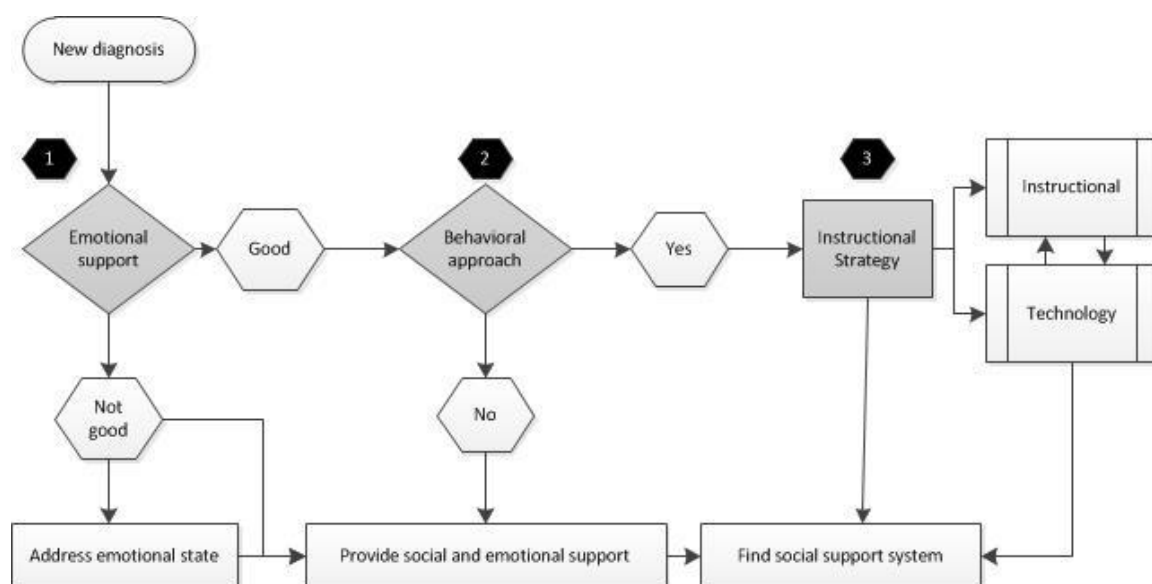 New diagnosis
1
2
3
Emotional
support
Good
Behavioral
approach
Yes
Instructional
Strategy
Instructional
Technology
Not
good
No
Address emotional state
Provide social and emotional support
Find social support system